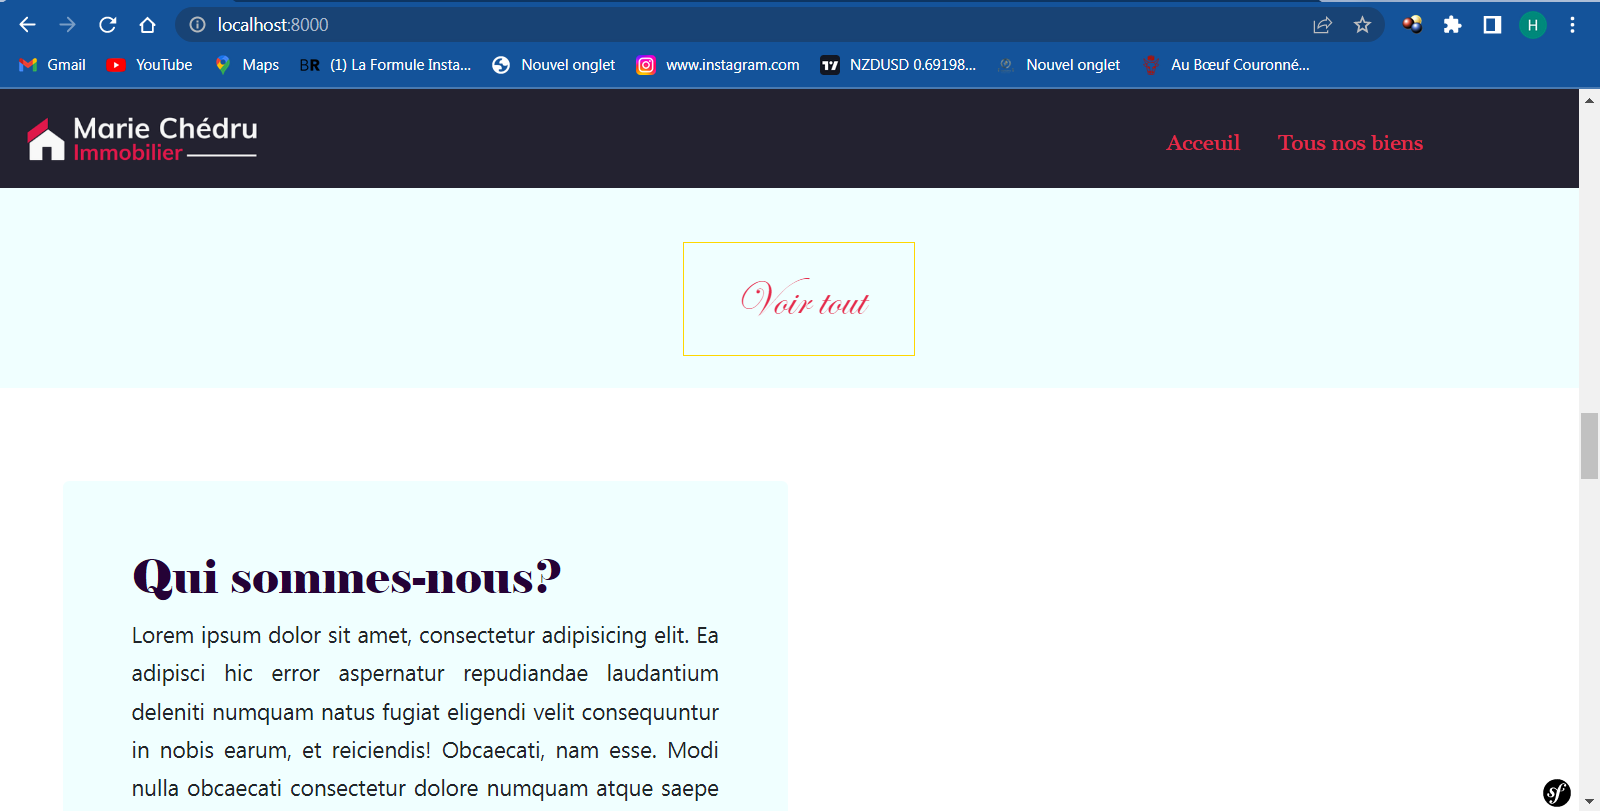 localhost:8000
H
Gmail
YouTube
Maps
BR
(1) La Formule Insta...
Nouvel onglet
www.instagram.com
NZDUSD 0.69198...
Nouvel onglet
Au Bœuf Couronné...
Marie Chédru
Immobilier
Acceuil
Tous nos biens
Voir tout
Qui sommes-nous?
Lorem ipsum dolor sit amet, consectetur adipisicing elit. Ea
adipisci hic error aspernatur repudiandae laudantium
deleniti numquam natus fugiat eligendi velit consequuntur
in nobis earum, et reiciendis! Obcaecati, nam esse. Modi
nulla obcaecati consectetur dolore numquam atque saepe
sf